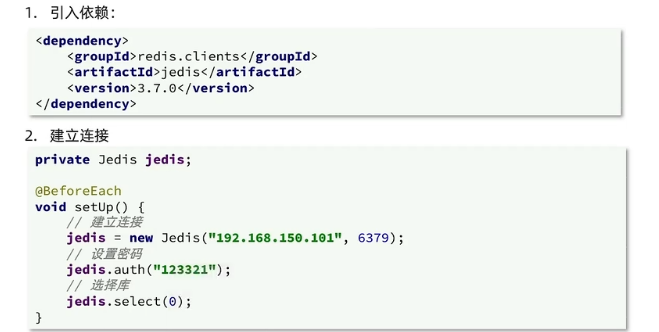 1. 引入依赖：
<dependency>
    <groupId>redis.clients</groupId>
    <artifactId>jedis</artifactId>
    <version>3.7.0</version>
</dependency>
2. 建立连接
private Jedis jedis;
@BeforeEach
void setUp() {
    // 建立连接
    jedis = new Jedis("192.168.150.101", 6379);
    // 设置密码
    jedis.auth("123321");
    // 选择库
    jedis.select(0);
}